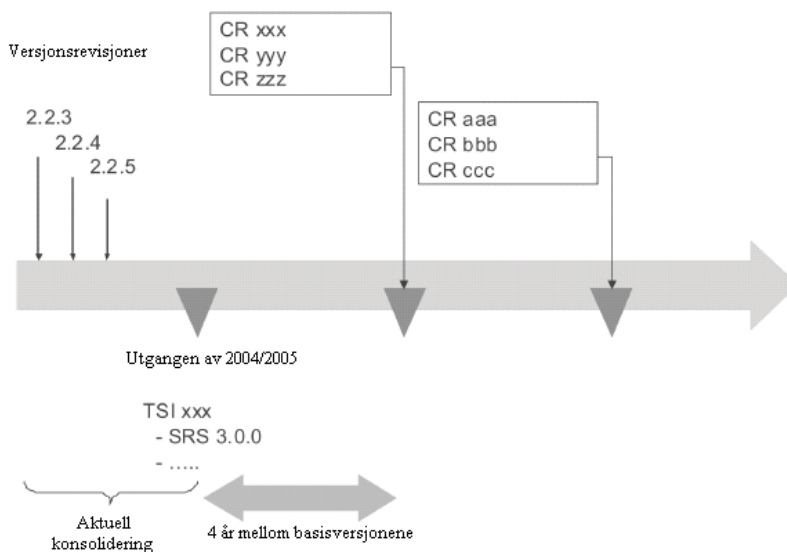 Versjonsrevisjoner
CR xxx
CR yyy
CR zzz
2.2.3
2.2.4
2.2.5
CR aaa
CR bbb
CR ccc
Utgangen av 2004/2005
TSI xxx
- SRS 3.0.0
- .....
Aktuell
konsolidering
4 år mellom basisversjonene